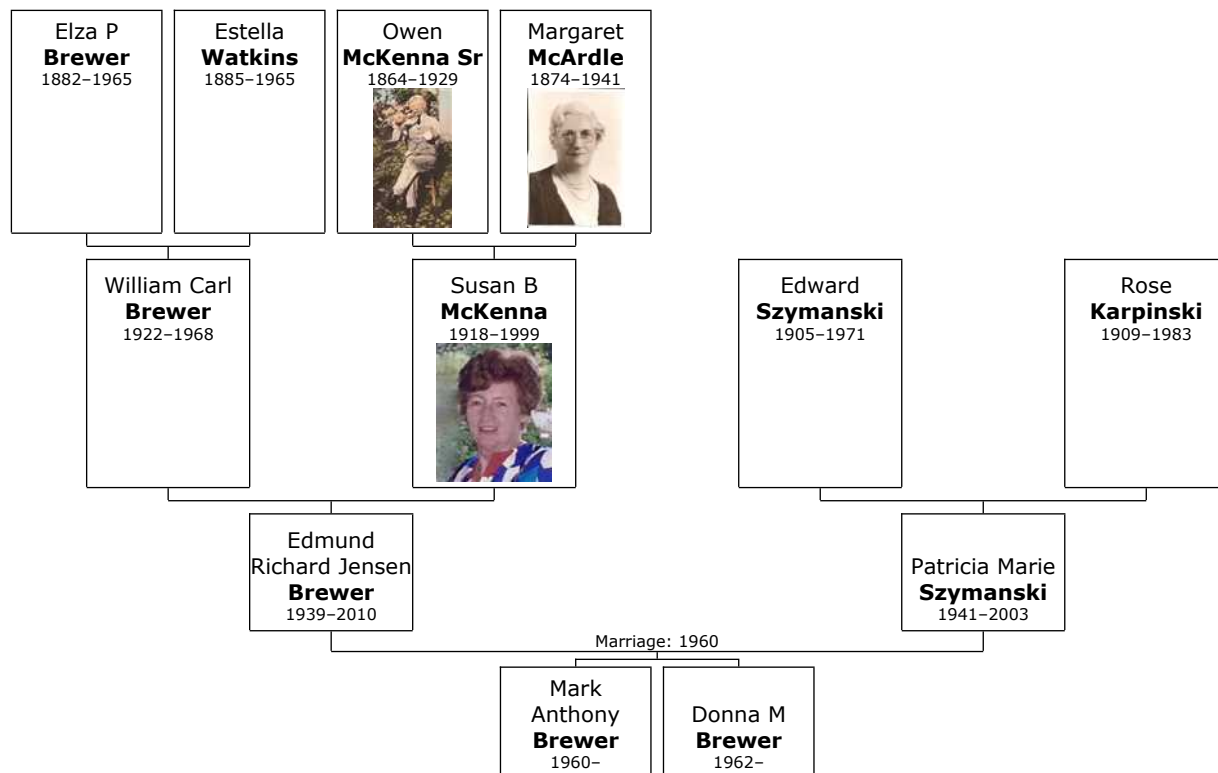 Elza P
Brewer
1882–1965
Estella
Watkins
1885–1965
Owen
McKenna Sr
1864–1929
Margaret
McArdle
1874–1941
William Carl
Brewer
1922–1968
Susan B
McKenna
1918–1999
Edward
Szymanski
1905–1971
Rose
Karpinski
1909–1983
Edmund
Richard Jensen
Brewer
1939–2010
Patricia Marie
Szymanski
1941–2003
Marriage: 1960
Mark
Anthony
Brewer
1960–
Donna M
Brewer
1962–